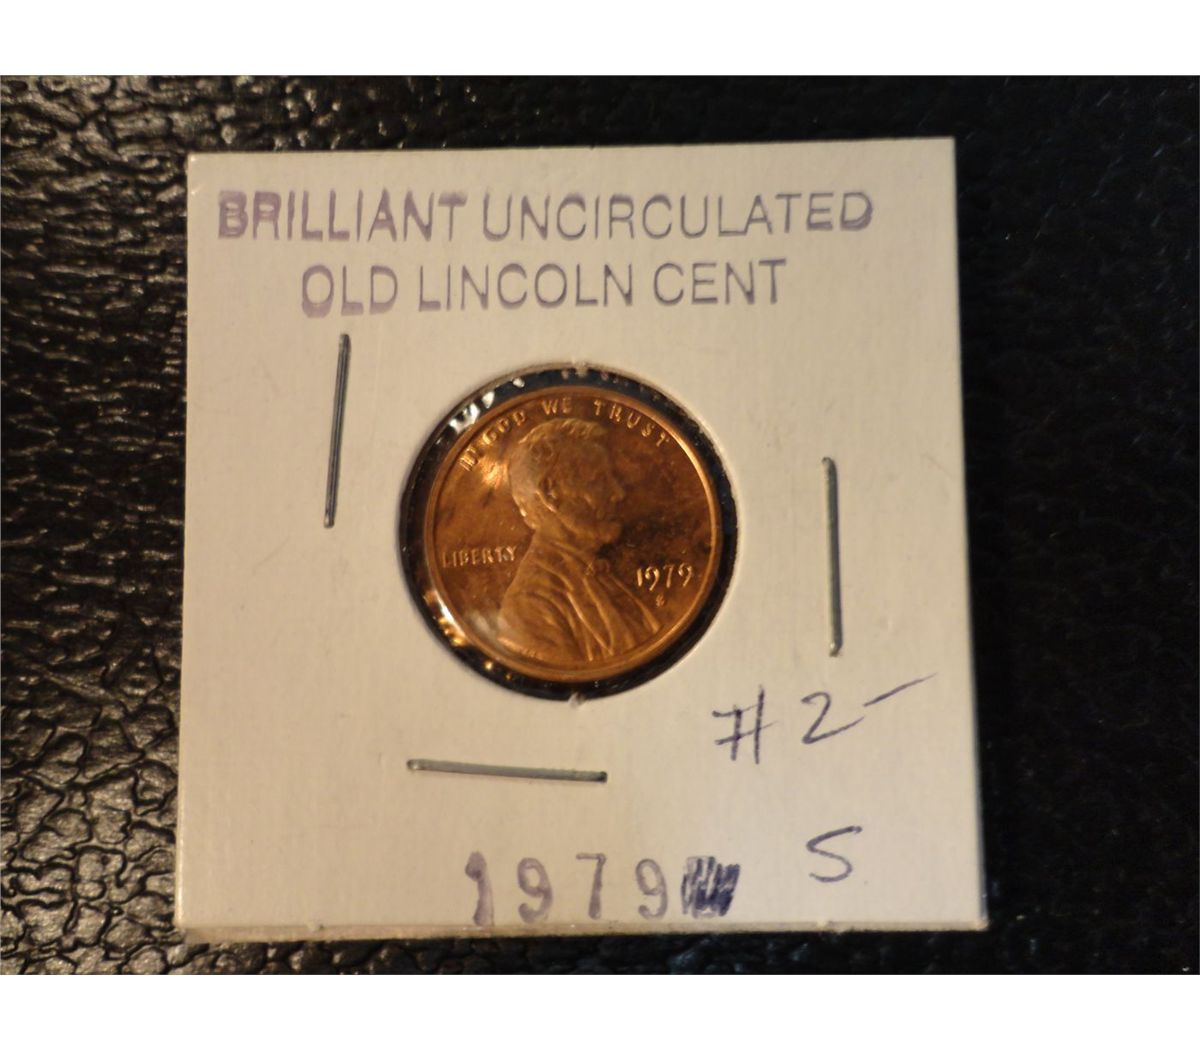 BRILLIANT UNCIRCULATED
OLD LINCOLN CENT
IN GOD WE TRUST
LIBERTY
1979
S
#2-
S
1979